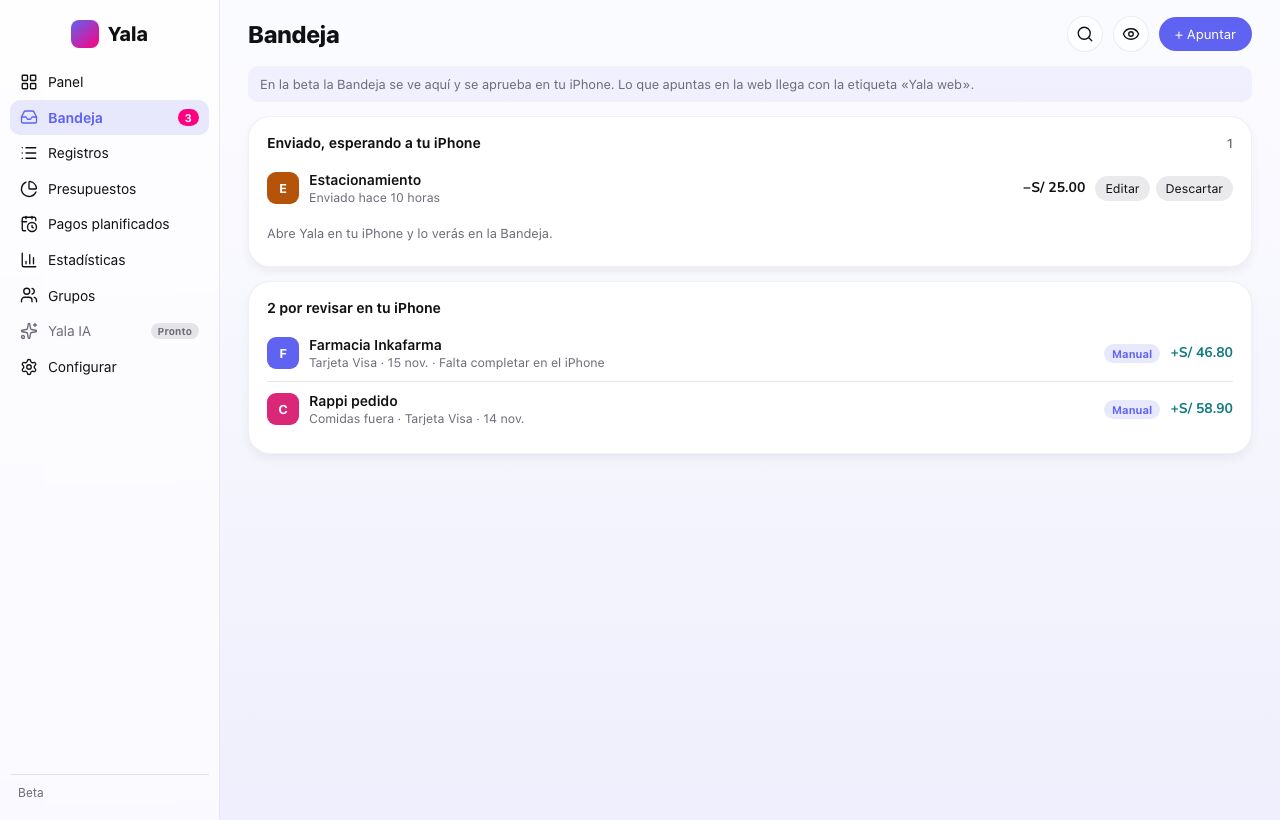 Yala
Panel
Bandeja
3
Registros
Presupuestos
Pagos planificados
Estadísticas
Grupos
Yala IA
Pronto
Configurar
Beta
Bandeja
+ Apuntar
En la beta la Bandeja se ve aquí y se aprueba en tu iPhone. Lo que apuntas en la web llega con la etiqueta «Yala web».
Enviado, esperando a tu iPhone
1
E
Estacionamiento
Enviado hace 10 horas
−S/ 25.00
Editar
Descartar
Abre Yala en tu iPhone y lo verás en la Bandeja.
2 por revisar en tu iPhone
F
Farmacia Inkafarma
Tarjeta Visa · 15 nov. · Falta completar en el iPhone
Manual
+S/ 46.80
C
Rappi pedido
Comidas fuera · Tarjeta Visa · 14 nov.
Manual
+S/ 58.90